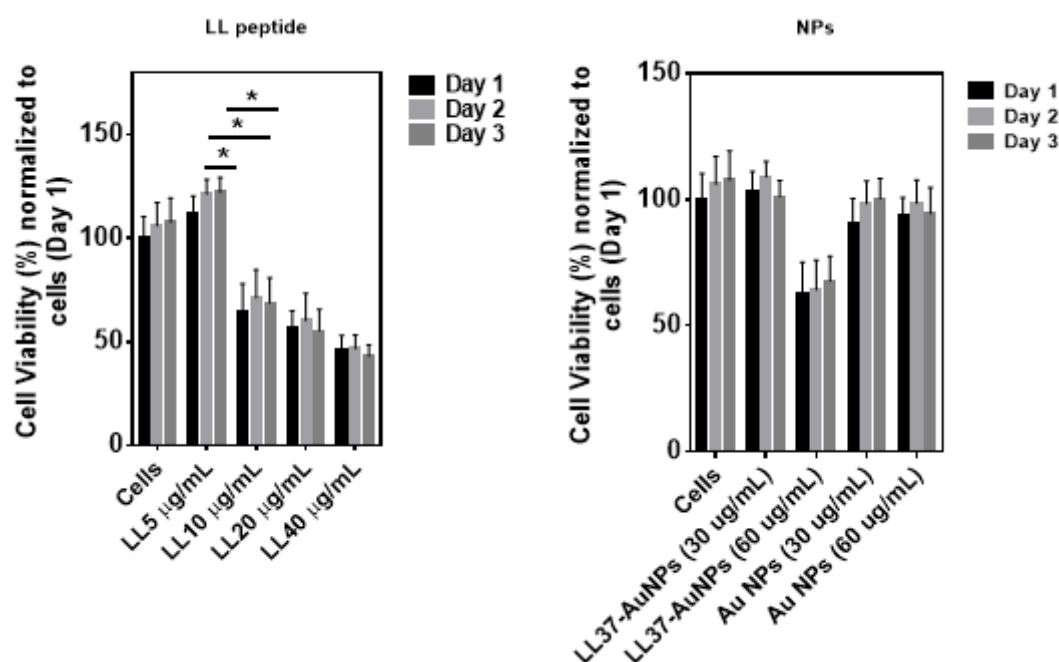 LL peptide
Cell Viability (%) normalized to
cells (Day 1)
150
100
50
0
*
*
*
Day 1
Day 2
Day 3
Cells
LL5 μg/mL
LL10 μg/mL
LL20 μg/mL
LL40 μg/mL
NPs
Cell Viability (%) normalized to
cells (Day 1)
150
100
50
0
Day 1
Day 2
Day 3
Cells
LL37-AuNPs (30 ug/mL)
LL37-AuNPs (60 ug/mL)
Au NPs (30 ug/mL)
Au NPs (60 ug/mL)